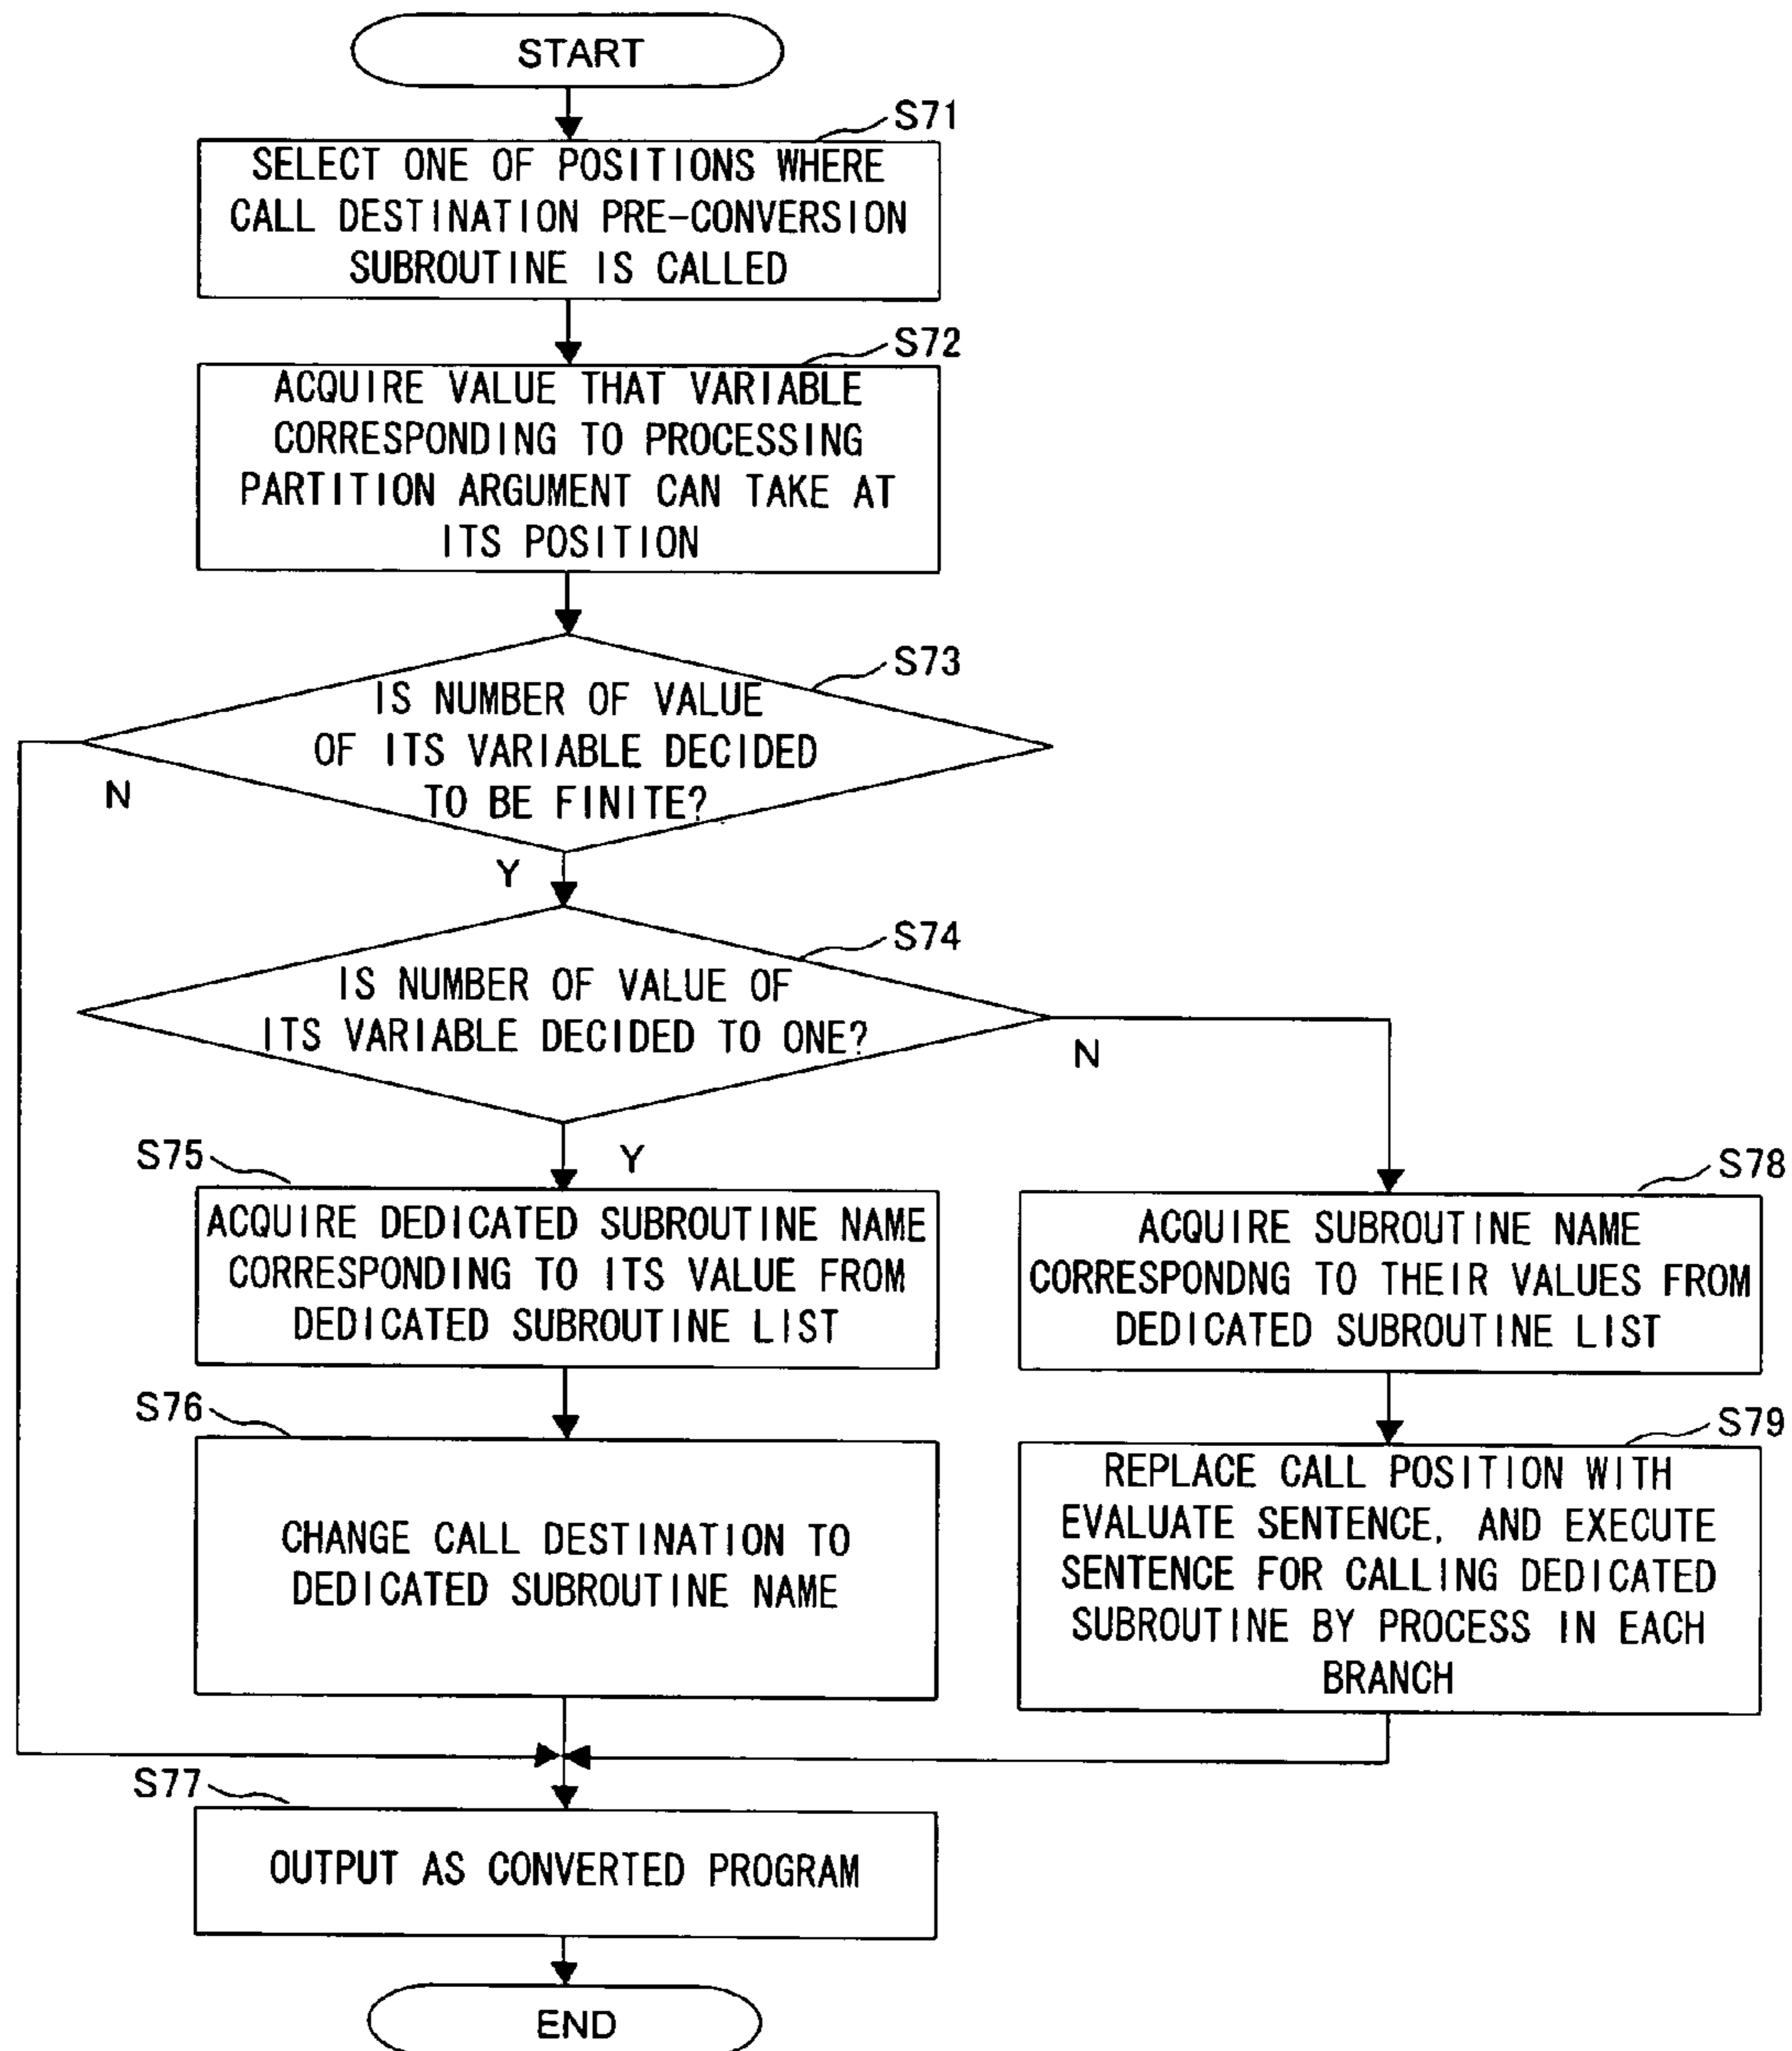 START
S71
SELECT ONE OF POSITIONS WHERE
CALL DESTINATION PRE-CONVERSION
SUBROUTINE IS CALLED
S72
ACQUIRE VALUE THAT VARIABLE
CORRESPONDING TO PROCESSING
PARTITION ARGUMENT CAN TAKE AT
ITS POSITION
S73
IS NUMBER OF VALUE
OF ITS VARIABLE DECIDED
TO BE FINITE?
N
Y
S74
IS NUMBER OF VALUE OF
ITS VARIABLE DECIDED TO ONE?
N
Y
S75
ACQUIRE DEDICATED SUBROUTINE NAME
CORRESPONDING TO ITS VALUE FROM
DEDICATED SUBROUTINE LIST
S78
ACQUIRE SUBROUTINE NAME
CORRESPONDNG TO THEIR VALUES FROM
DEDICATED SUBROUTINE LIST
S76
CHANGE CALL DESTINATION TO
DEDICATED SUBROUTINE NAME
S79
REPLACE CALL POSITION WITH
EVALUATE SENTENCE, AND EXECUTE
SENTENCE FOR CALLING DEDICATED
SUBROUTINE BY PROCESS IN EACH
BRANCH
S77
OUTPUT AS CONVERTED PROGRAM
END